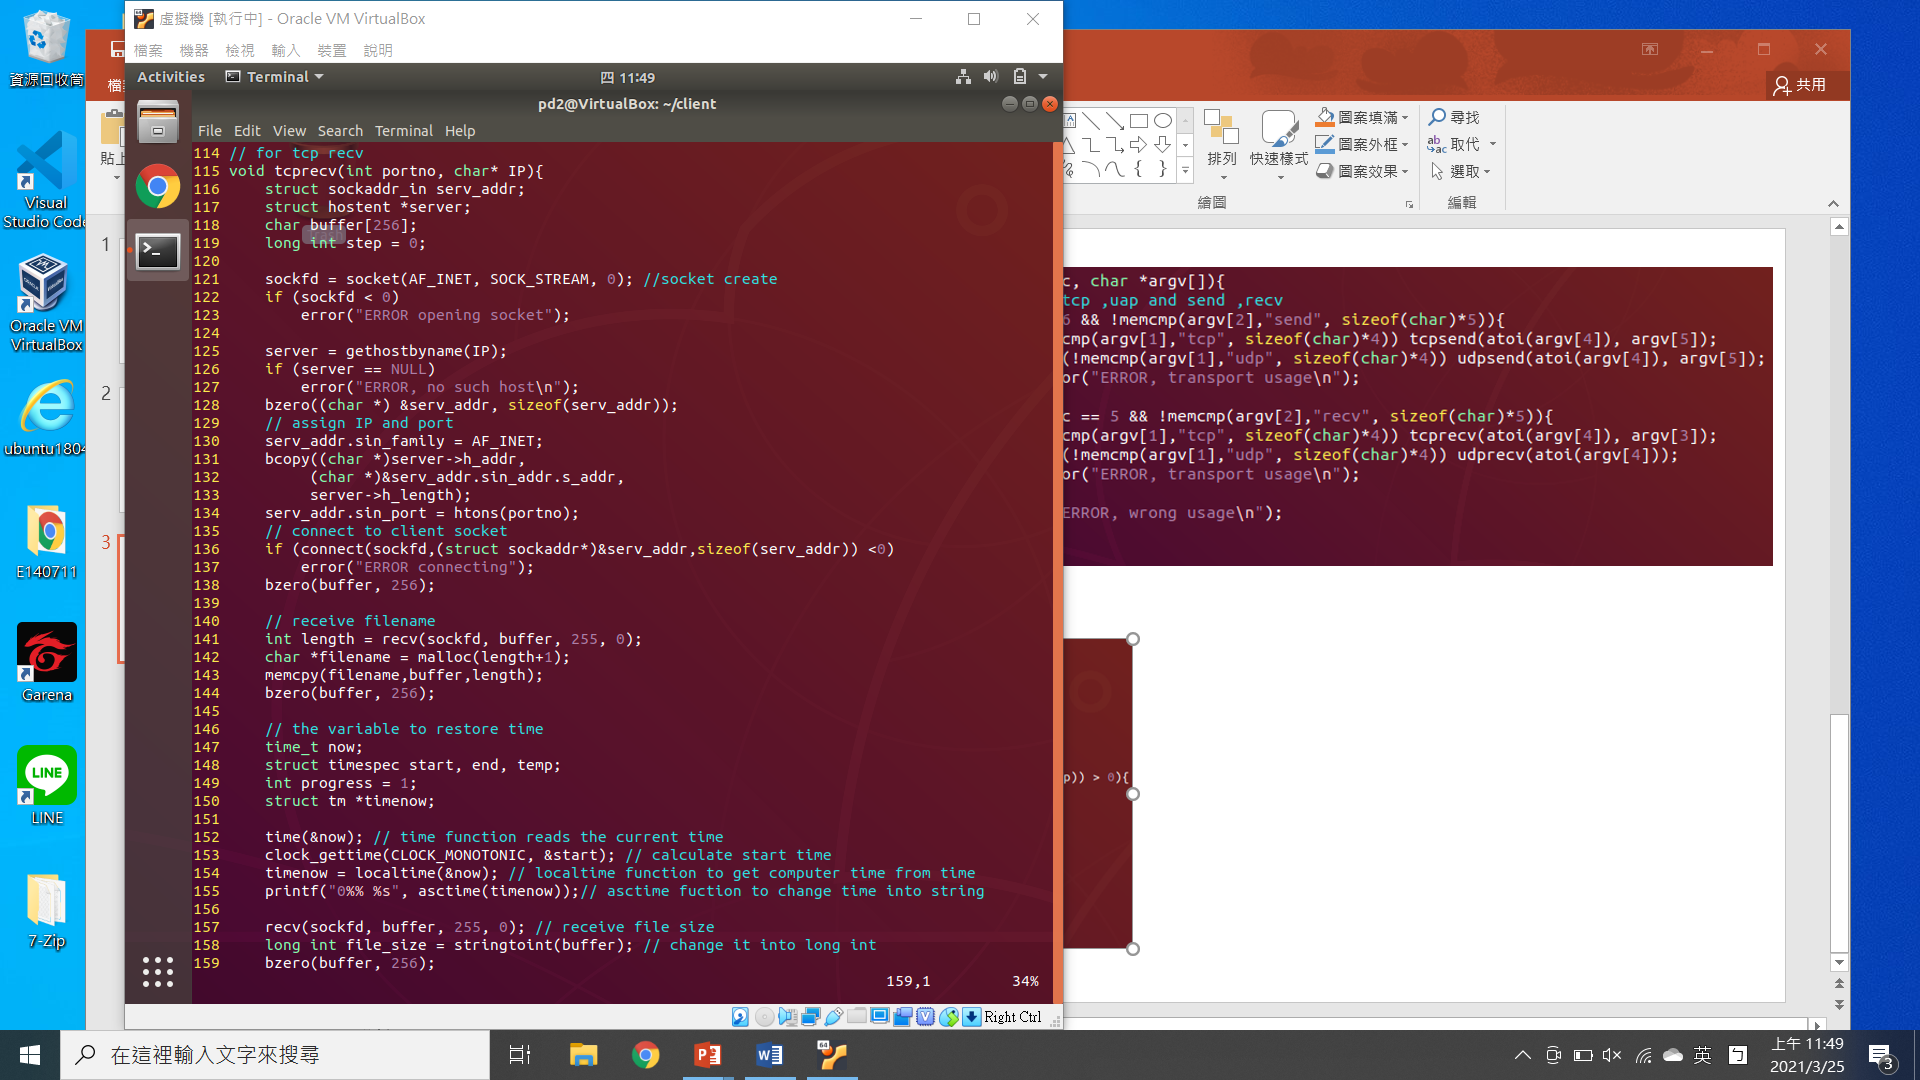 虛擬機 [執行中] - Oracle VM VirtualBox
檔案 機器 檢視 輸入 裝置 說明
Activities Terminal 四 11:49
pd2@VirtualBox: ~/client
File Edit View Search Terminal Help
114 // for tcp recv
115 void tcprecv(int portno, char* IP){
116     struct sockaddr_in serv_addr;
117     struct hostent *server;
118     char buffer[256];
119     long int step = 0;
120
121     sockfd = socket(AF_INET, SOCK_STREAM, 0); //socket create
122     if (sockfd < 0)
123         error("ERROR opening socket");
124
125     server = gethostbyname(IP);
126     if (server == NULL)
127         error("ERROR, no such host\n");
128     bzero((char *) &serv_addr, sizeof(serv_addr));
129     // assign IP and port
130     serv_addr.sin_family = AF_INET;
131     bcopy((char *)server->h_addr,
132          (char *)&serv_addr.sin_addr.s_addr,
133          server->h_length);
134     serv_addr.sin_port = htons(portno);
135     // connect to client socket
136     if (connect(sockfd,(struct sockaddr*)&serv_addr,sizeof(serv_addr)) <0)
137         error("ERROR connecting");
138     bzero(buffer, 256);
139
140     // receive filename
141     int length = recv(sockfd, buffer, 255, 0);
142     char *filename = malloc(length+1);
143     memcpy(filename,buffer,length);
144     bzero(buffer, 256);
145
146     // the variable to restore time
147     time_t now;
148     struct timespec start, end, temp;
149     int progress = 1;
150     struct tm *timenow;
151
152     time(&now); // time function reads the current time
153     clock_gettime(CLOCK_MONOTONIC, &start); // calculate start time
154     timenow = localtime(&now); // localtime function to get computer time from time
155     printf("0%% %s", asctime(timenow));// asctime fuction to change time into string
156
157     recv(sockfd, buffer, 255, 0); // receive file size
158     long int file_size = stringtoint(buffer); // change it into long int
159     bzero(buffer, 256);
159,1 34%
Right Ctrl
資源回收筒
Visual Studio Code
Oracle VM VirtualBox
ubuntu1804
E140711
Garena
LINE
7-Zip
檔
貼上
1
2
3
共用
排列
快速樣式
圖案填滿
圖案外框
圖案效果
繪圖
尋找
取代
選取
編輯
c, char *argv[]){
tcp ,uap and send ,recv
6 && !memcmp(argv[2],"send", sizeof(char)*5)){
cmp(argv[1],"tcp", sizeof(char)*4)) tcpsend(atoi(argv[4]), argv[5]);
(!memcmp(argv[1],"udp", sizeof(char)*4)) udpsend(atoi(argv[4]), argv[5]);
or("ERROR, transport usage\n");
c == 5 && !memcmp(argv[2],"recv", sizeof(char)*5)){
cmp(argv[1],"tcp", sizeof(char)*4)) tcprecv(atoi(argv[4]), argv[3]);
(!memcmp(argv[1],"udp", sizeof(char)*4)) udprecv(atoi(argv[4]));
or("ERROR, transport usage\n");
ERROR, wrong usage\n");
p)) > 0){
在這裡輸入文字來搜尋
英
ㄅ
上午 11:49
2021/3/25
3